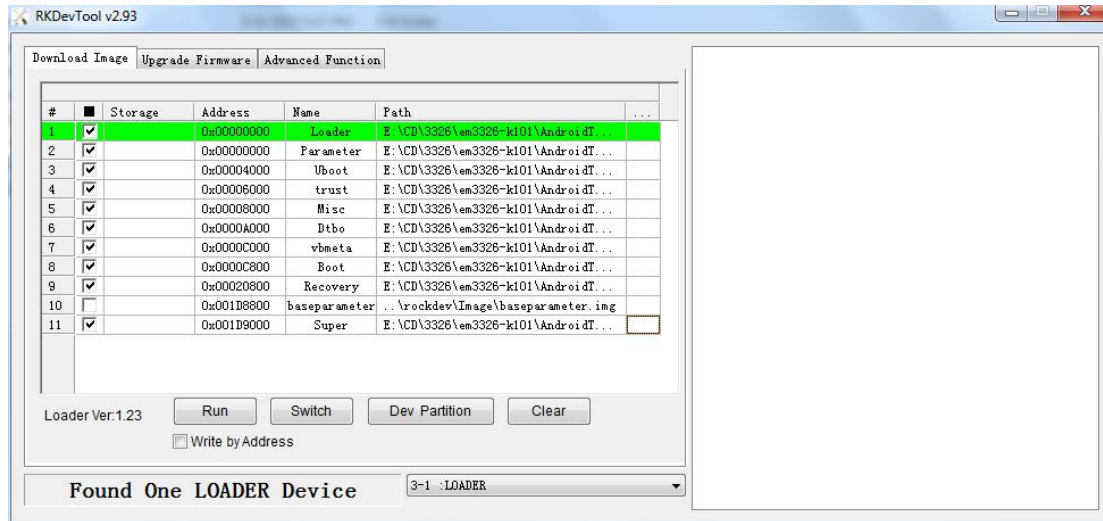 RKDevTool v2.93
Download Image Upgrade Firmware Advanced Function
# Storage Address Name Path ...
1 0x00000000 Loader E:\CD\3326\em3326-k101\AndroidT...
2 0x00000000 Parameter E:\CD\3326\em3326-k101\AndroidT...
3 0x00004000 Uboot E:\CD\3326\em3326-k101\AndroidT...
4 0x00006000 trust E:\CD\3326\em3326-k101\AndroidT...
5 0x00008000 Misc E:\CD\3326\em3326-k101\AndroidT...
6 0x0000A000 Dtbo E:\CD\3326\em3326-k101\AndroidT...
7 0x0000C000 vbmeta E:\CD\3326\em3326-k101\AndroidT...
8 0x0000C800 Boot E:\CD\3326\em3326-k101\AndroidT...
9 0x00020800 Recovery E:\CD\3326\em3326-k101\AndroidT...
10 0x001D8800 baseparameter ..\rockdev\Image\baseparameter.img
11 0x001D9000 Super E:\CD\3326\em3326-k101\AndroidT...
Loader Ver:1.23 Run Switch Dev Partition Clear
Write by Address
Found One LOADER Device 3-1 :LOADER